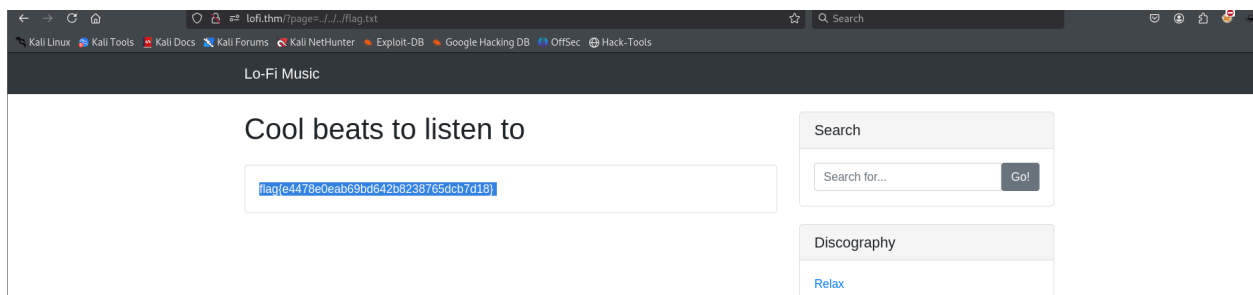 lofi.thm/?page=../../../flag.txt
Search
Kali Linux Kali Tools Kali Docs Kali Forums Kali NetHunter Exploit-DB Google Hacking DB OffSec Hack-Tools
Lo-Fi Music
Cool beats to listen to
flag{e4478e0eab69bd642b8238765dcb7d18}
Search
Search for...
Go!
Discography
Relax